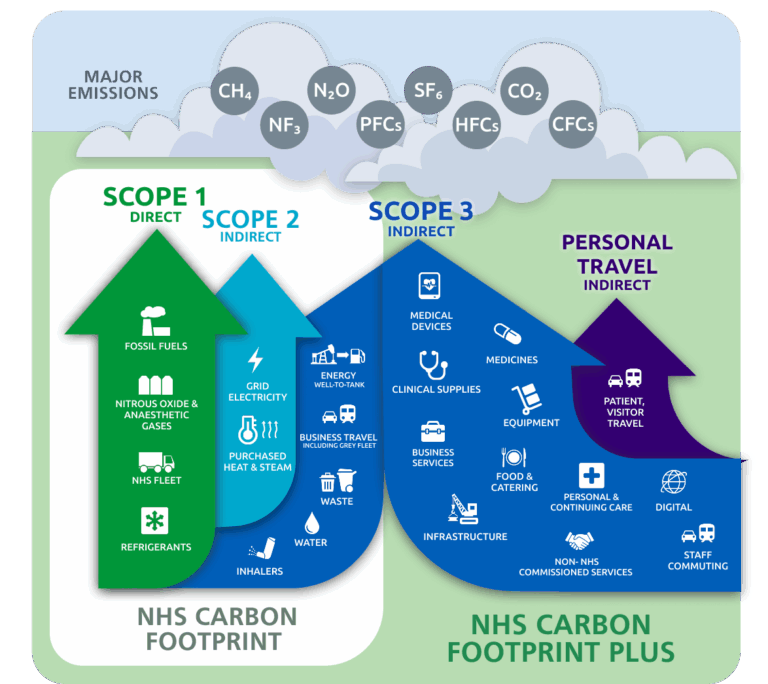 MAJOR
EMISSIONS
CH₄
N₂O
SF₆
CO₂
NF₃
PFCs
HFCs
CFCs
SCOPE 1
DIRECT
SCOPE 2
INDIRECT
SCOPE 3
INDIRECT
PERSONAL
TRAVEL
INDIRECT
FOSSIL FUELS
NITROUS OXIDE &
ANAESTHETIC
GASES
NHS FLEET
REFRIGERANTS
GRID
ELECTRICITY
PURCHASED
HEAT & STEAM
ENERGY
WELL-TO-TANK
BUSINESS TRAVEL
INCLUDING GREY FLEET
WASTE
WATER
INHALERS
MEDICAL
DEVICES
MEDICINES
CLINICAL SUPPLIES
EQUIPMENT
BUSINESS
SERVICES
FOOD &
CATERING
INFRASTRUCTURE
PERSONAL &
CONTINUING CARE
NON- NHS
COMMISSIONED SERVICES
DIGITAL
STAFF
COMMUTING
PATIENT,
VISITOR
TRAVEL
NHS CARBON
FOOTPRINT
NHS CARBON
FOOTPRINT PLUS